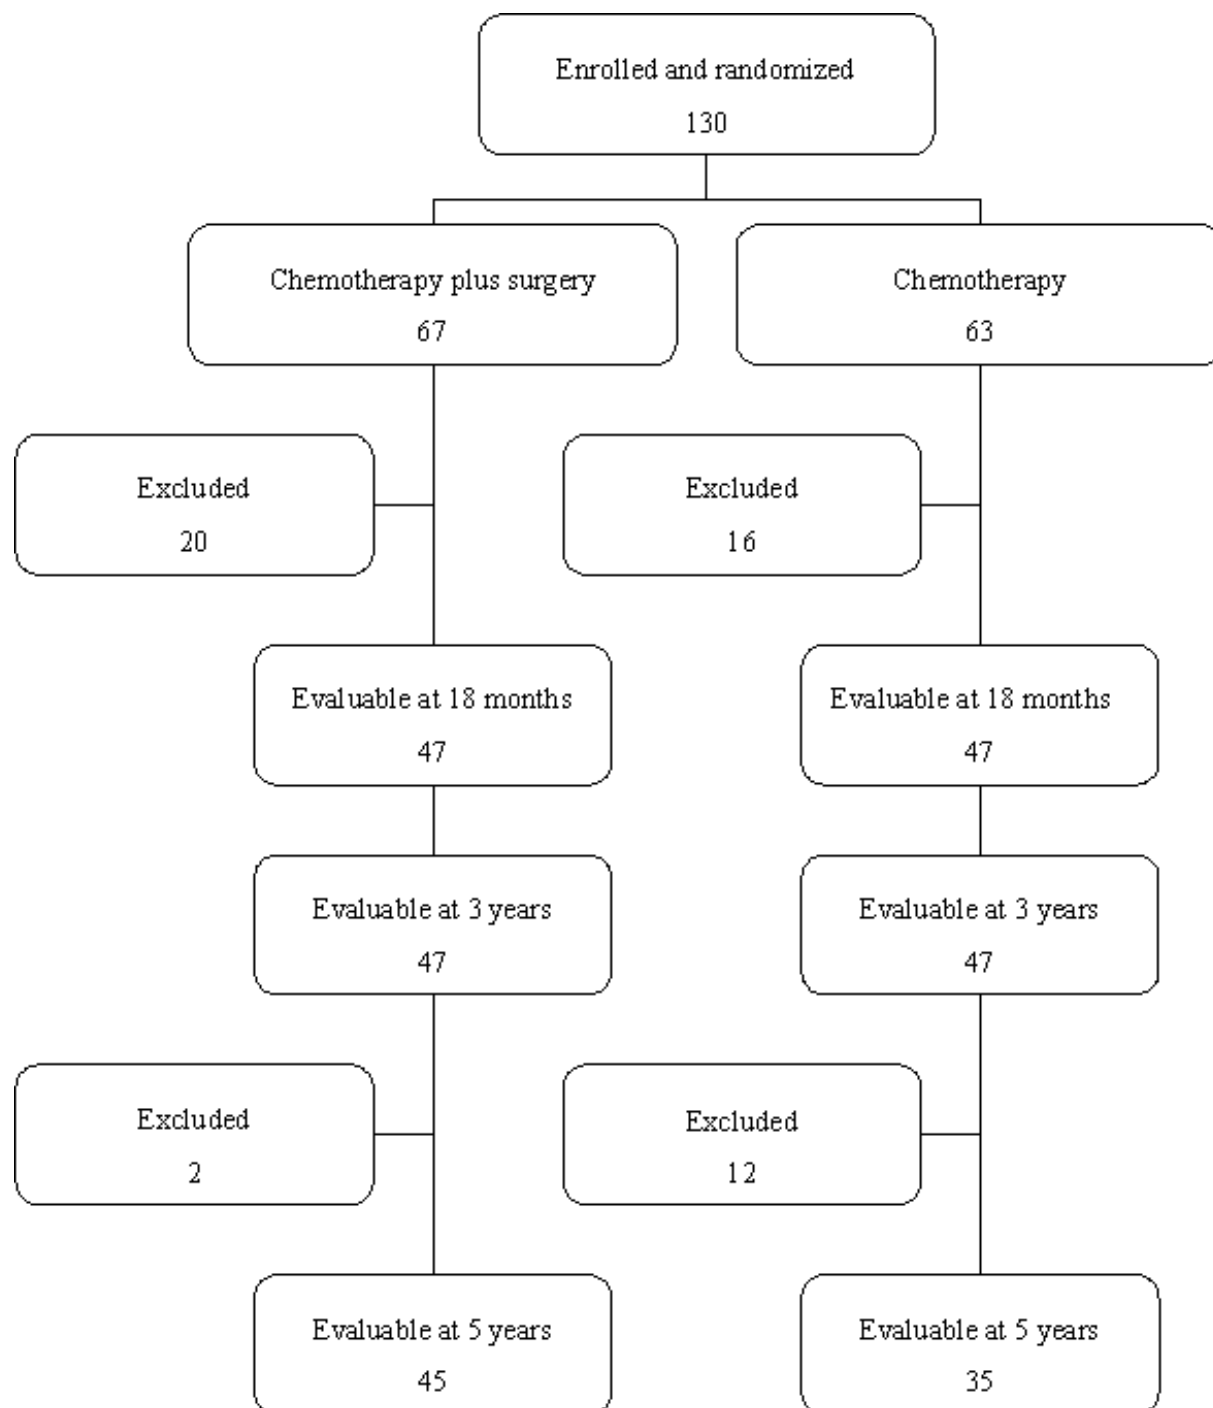 Enrolled and randomized
130
Chemotherapy plus surgery
67
Chemotherapy
63
Excluded
20
Excluded
16
Evaluable at 18 months
47
Evaluable at 18 months
47
Evaluable at 3 years
47
Evaluable at 3 years
47
Excluded
2
Excluded
12
Evaluable at 5 years
45
Evaluable at 5 years
35